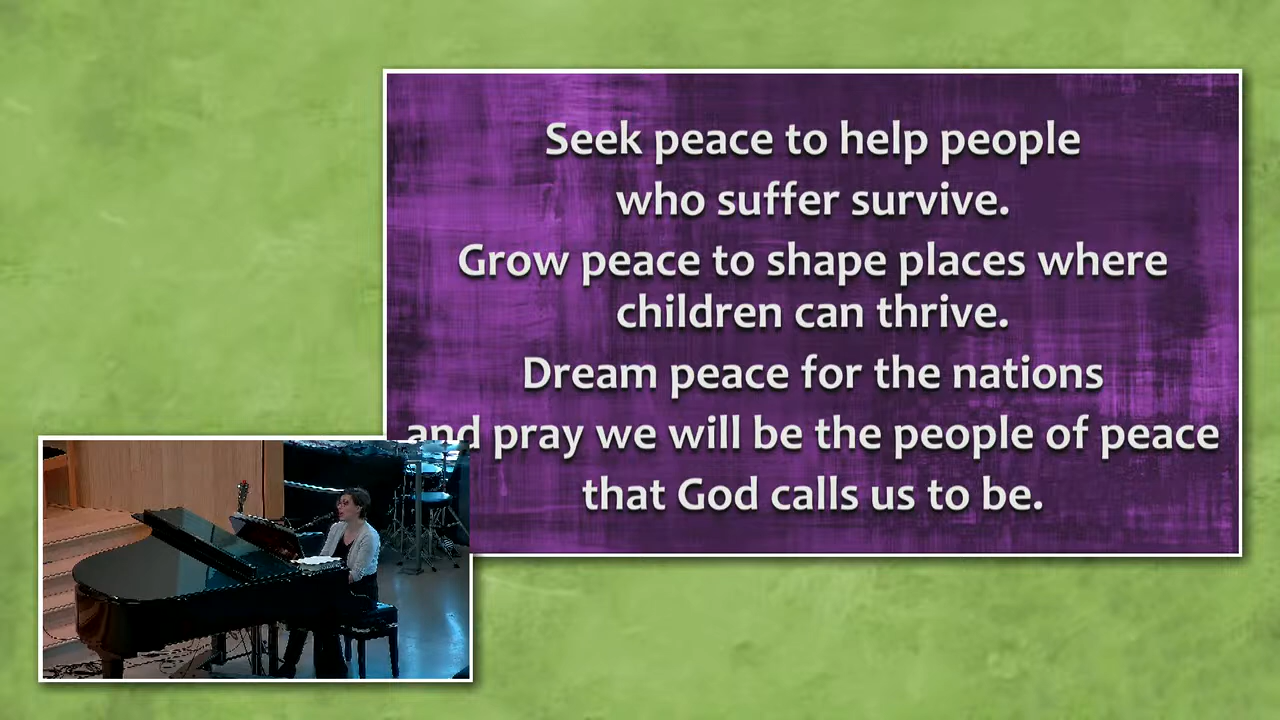 Seek peace to help people
who suffer survive.
Grow peace to shape places where
children can thrive.
Dream peace for the nations
and pray we will be the people of peace
that God calls us to be.